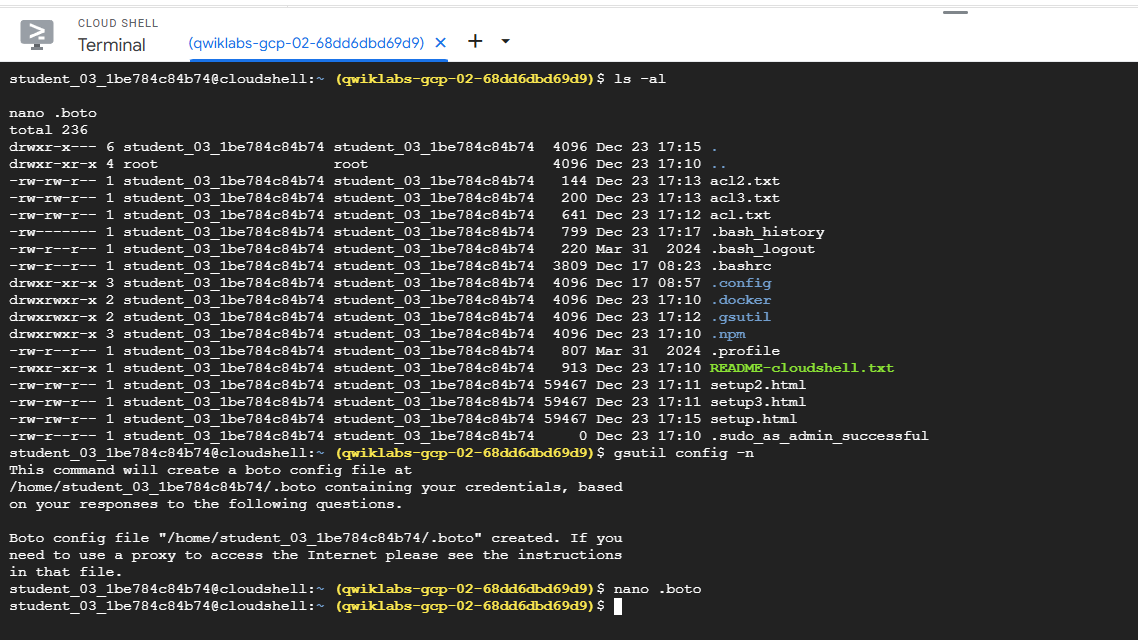 CLOUD SHELL
Terminal
(qwiklabs-gcp-02-68dd6dbd69d9)
student_03_1be784c84b74@cloudshell:~ (qwiklabs-gcp-02-68dd6dbd69d9)$ ls -al
nano .boto
total 236
drwxr-x--- 6 student_03_1be784c84b74 student_03_1be784c84b74 4096 Dec 23 17:15 .
drwxr-xr-x 4 root root 4096 Dec 23 17:10 ..
-rw-rw-r-- 1 student_03_1be784c84b74 student_03_1be784c84b74 144 Dec 23 17:13 acl2.txt
-rw-rw-r-- 1 student_03_1be784c84b74 student_03_1be784c84b74 200 Dec 23 17:13 acl3.txt
-rw-rw-r-- 1 student_03_1be784c84b74 student_03_1be784c84b74 641 Dec 23 17:12 acl.txt
-rw------- 1 student_03_1be784c84b74 student_03_1be784c84b74 799 Dec 23 17:17 .bash_history
-rw-r--r-- 1 student_03_1be784c84b74 student_03_1be784c84b74 220 Mar 31 2024 .bash_logout
-rw-r--r-- 1 student_03_1be784c84b74 student_03_1be784c84b74 3809 Dec 17 08:23 .bashrc
drwxr-xr-x 3 student_03_1be784c84b74 student_03_1be784c84b74 4096 Dec 17 08:57 .config
drwxrwxr-x 2 student_03_1be784c84b74 student_03_1be784c84b74 4096 Dec 23 17:10 .docker
drwxrwxr-x 2 student_03_1be784c84b74 student_03_1be784c84b74 4096 Dec 23 17:12 .gsutil
drwxrwxr-x 3 student_03_1be784c84b74 student_03_1be784c84b74 4096 Dec 23 17:10 .npm
-rw-r--r-- 1 student_03_1be784c84b74 student_03_1be784c84b74 807 Mar 31 2024 .profile
-rwxr-xr-x 1 student_03_1be784c84b74 student_03_1be784c84b74 913 Dec 23 17:10 README-cloudshell.txt
-rw-rw-r-- 1 student_03_1be784c84b74 student_03_1be784c84b74 59467 Dec 23 17:11 setup2.html
-rw-rw-r-- 1 student_03_1be784c84b74 student_03_1be784c84b74 59467 Dec 23 17:11 setup3.html
-rw-rw-r-- 1 student_03_1be784c84b74 student_03_1be784c84b74 59467 Dec 23 17:15 setup.html
-rw-r--r-- 1 student_03_1be784c84b74 student_03_1be784c84b74 0 Dec 23 17:10 .sudo_as_admin_successful
student_03_1be784c84b74@cloudshell:~ (qwiklabs-gcp-02-68dd6dbd69d9)$ gsutil config -n
This command will create a boto config file at
/home/student_03_1be784c84b74/.boto containing your credentials, based
on your responses to the following questions.
Boto config file "/home/student_03_1be784c84b74/.boto" created. If you
need to use a proxy to access the Internet please see the instructions
in that file.
student_03_1be784c84b74@cloudshell:~ (qwiklabs-gcp-02-68dd6dbd69d9)$ nano .boto
student_03_1be784c84b74@cloudshell:~ (qwiklabs-gcp-02-68dd6dbd69d9)$